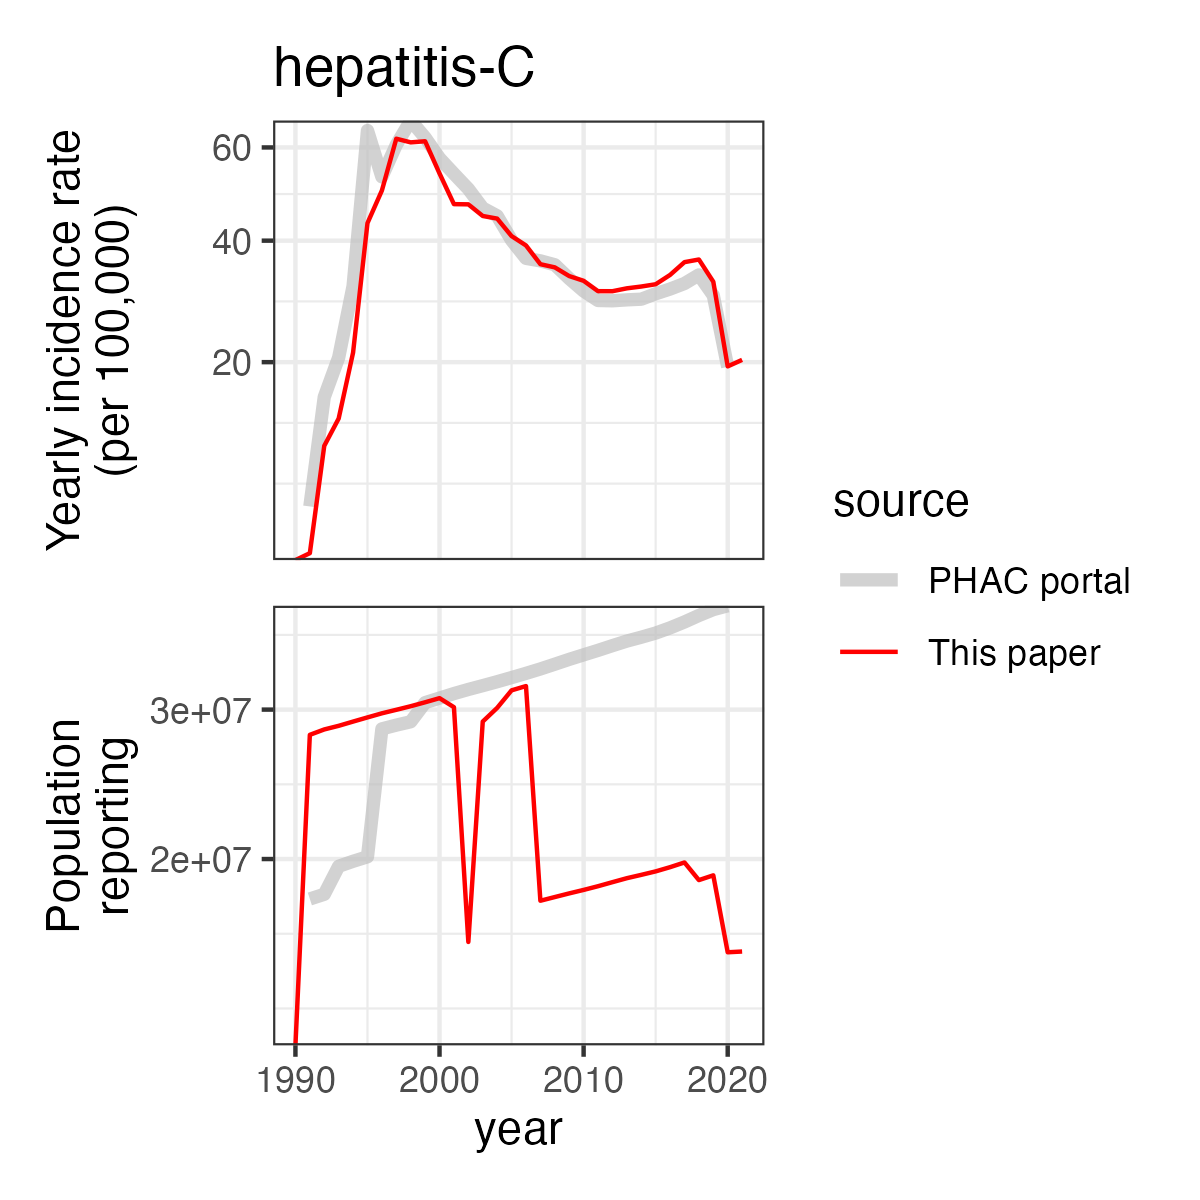 hepatitis-C
Yearly incidence rate
(per 100,000)
60
40
20
Population
reporting
3e+07
2e+07
1990
2000
2010
2020
year
source
PHAC portal
This paper